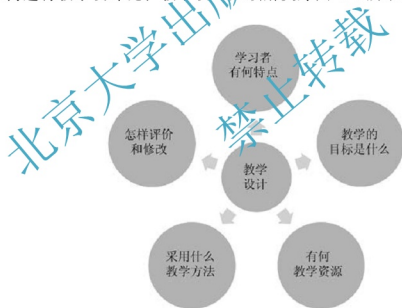 北京大学出版
禁止转载
学习者
有何特点
怎样评价
和修改
教学的
目标是什么
教学
设计
采用什么
教学方法
有何
教学资源